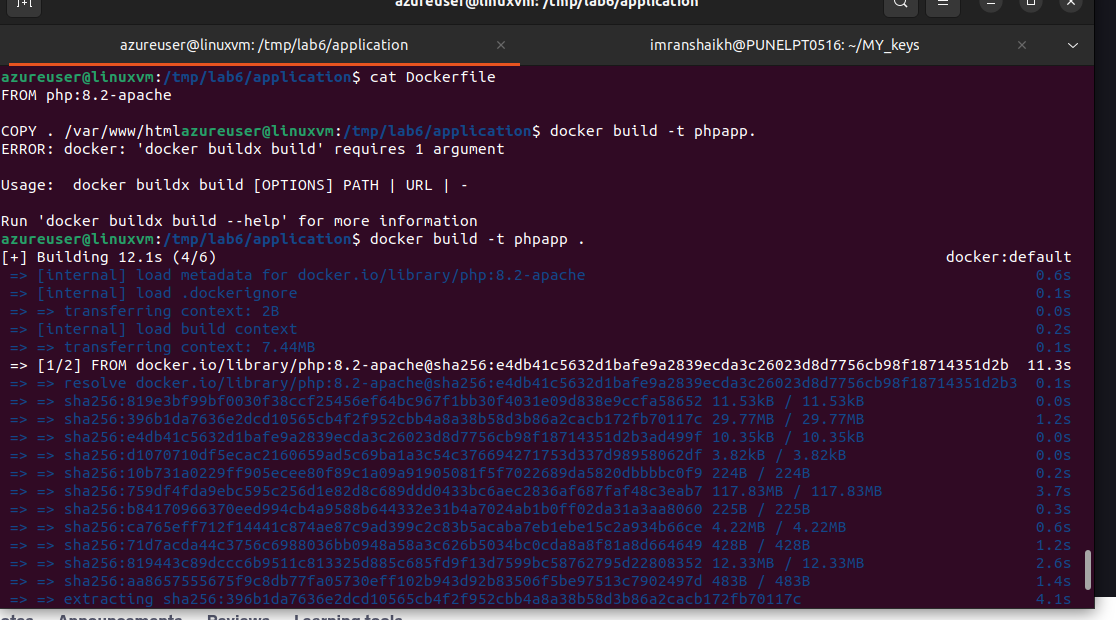 azureuser@linuxvm: /tmp/lab6/application
azureuser@linuxvm: /tmp/lab6/application × imranshaikh@PUNELPT0516: ~/MY_keys ×
azureuser@linuxvm:/tmp/lab6/application$ cat Dockerfile
FROM php:8.2-apache
COPY . /var/www/htmlazureuser@linuxvm:/tmp/lab6/application$ docker build -t phpapp.
ERROR: docker: 'docker buildx build' requires 1 argument
Usage:  docker buildx build [OPTIONS] PATH | URL | -
Run 'docker buildx build --help' for more information
azureuser@linuxvm:/tmp/lab6/application$ docker build -t phpapp .
[+] Building 12.1s (4/6) docker:default
=> [internal] load metadata for docker.io/library/php:8.2-apache 0.6s
=> [internal] load .dockerignore 0.1s
=> => transferring context: 2B 0.0s
=> [internal] load build context 0.2s
=> => transferring context: 7.44MB 0.1s
=> [1/2] FROM docker.io/library/php:8.2-apache@sha256:e4db41c5632d1bafe9a2839ecda3c26023d8d7756cb98f18714351d2b 11.3s
=> => resolve docker.io/library/php:8.2-apache@sha256:e4db41c5632d1bafe9a2839ecda3c26023d8d7756cb98f18714351d2b3 0.1s
=> => sha256:819e3bf99bf0030f38ccf25456ef64bc967f1bb30f4031e09d838e9ccfa58652 11.53kB / 11.53kB 0.0s
=> => sha256:396b1da7636e2dcd10565cb4f2f952cbb4a8a38b58d3b86a2cacb172fb70117c 29.77MB / 29.77MB 1.2s
=> => sha256:e4db41c5632d1bafe9a2839ecda3c26023d8d7756cb98f18714351d2b3ad499f 10.35kB / 10.35kB 0.0s
=> => sha256:d1070710df5ecac2160659ad5c69ba1a3c54c376694271753d337d98958062df 3.82kB / 3.82kB 0.0s
=> => sha256:10b731a0229ff905ecee80f89c1a09a91905081f5f7022689da5820dbbbbc0f9 224B / 224B 0.2s
=> => sha256:759df4fda9ebc595c256d1e82d8c689ddd0433bc6aec2836af687faf48c3eab7 117.83MB / 117.83MB 3.7s
=> => sha256:b84170966370eed994cb4a9588b644332e31b4a7024ab1b0ff02da31a3aa8060 225B / 225B 0.3s
=> => sha256:ca765eff712f14441c874ae87c9ad399c2c83b5acaba7eb1ebe15c2a934b66ce 4.22MB / 4.22MB 0.6s
=> => sha256:71d7acda44c3756c6988036bb0948a58a3c626b5034bc0cda8a8f81a8d664649 428B / 428B 1.2s
=> => sha256:819443c89dccc6b9511c813325d885c685fd9f13d7599bc58762795d22808352 12.33MB / 12.33MB 2.6s
=> => sha256:aa8657555675f9c8db77fa05730eff102b943d92b83506f5be97513c7902497d 483B / 483B 1.4s
=> => extracting sha256:396b1da7636e2dcd10565cb4f2f952cbb4a8a38b58d3b86a2cacb172fb70117c 4.1s
Announcements Reviews Learning tools